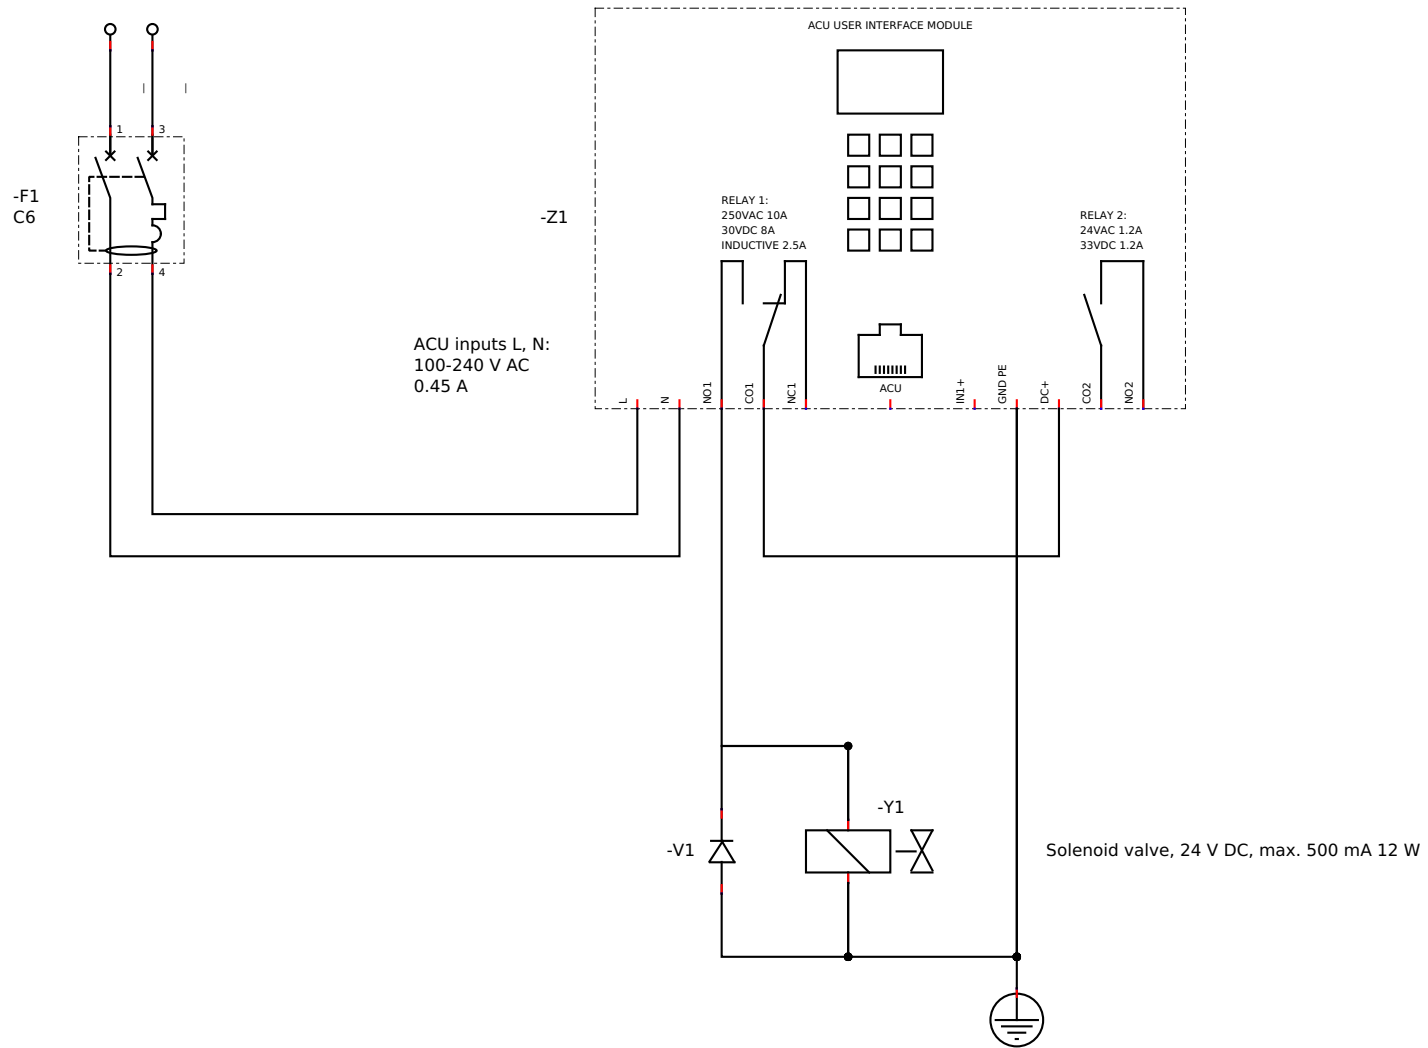 ACU USER INTERFACE MODULE
1
3
-F1
C6
2
4
-Z1
RELAY 1:
250VAC 10A
30VDC 8A
INDUCTIVE 2.5A
RELAY 2:
24VAC 1.2A
33VDC 1.2A
ACU inputs L, N:
100-240 V AC
0.45 A
L
N
NO1
CO1
NC1
ACU
IN1+
GND PE
DC+
CO2
NO2
-Y1
-V1
Solenoid valve, 24 V DC, max. 500 mA 12 W